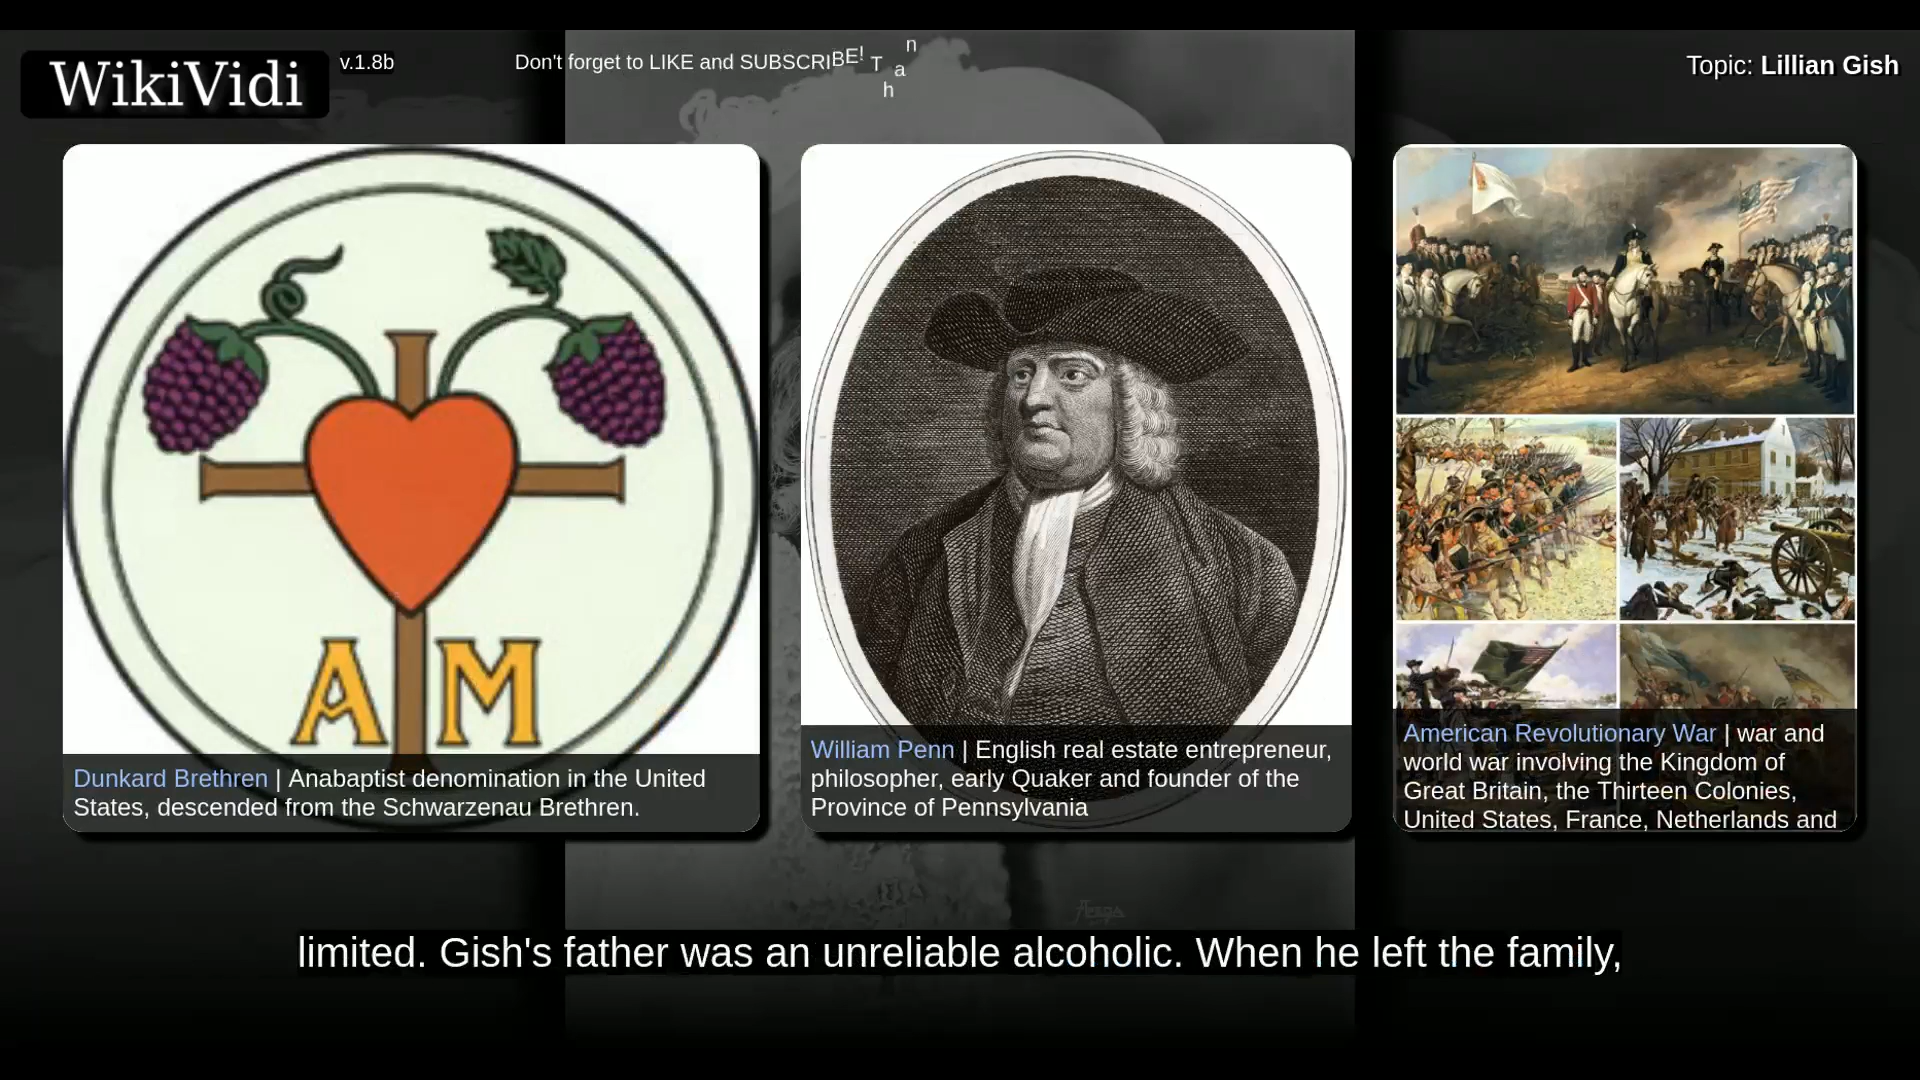 WikiVidi
v.1.8b
Don't forget to LIKE and SUBSCRIBE! Than
Topic: Lillian Gish
AM
Dunkard Brethren | Anabaptist denomination in the United
States, descended from the Schwarzenau Brethren.
William Penn | English real estate entrepreneur,
philosopher, early Quaker and founder of the
Province of Pennsylvania
American Revolutionary War | war and
world war involving the Kingdom of
Great Britain, the Thirteen Colonies,
United States, France, Netherlands and
limited. Gish's father was an unreliable alcoholic. When he left the family,